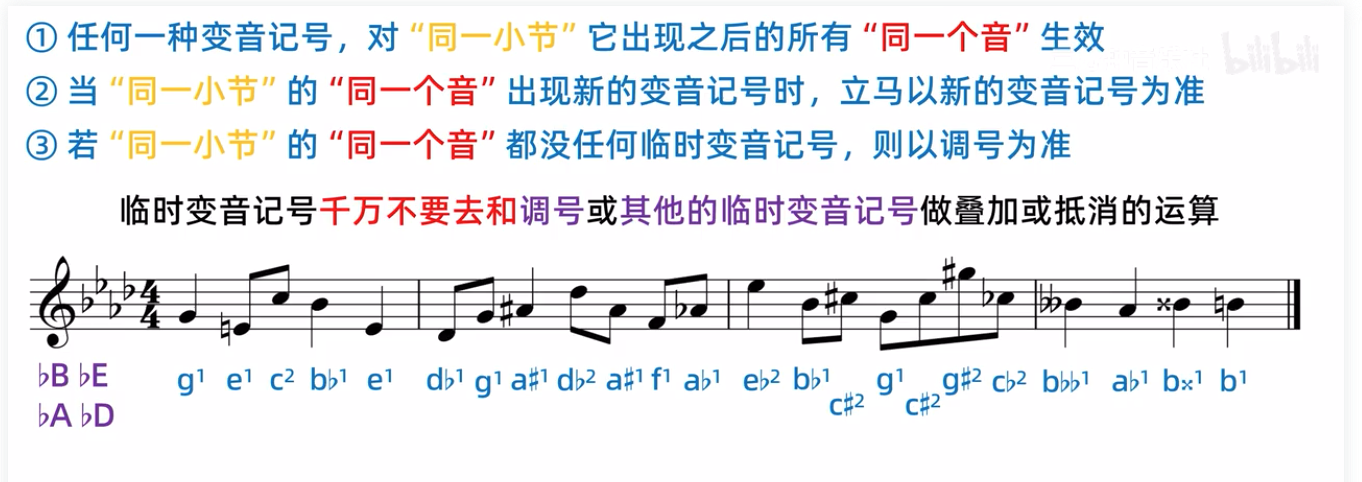 ① 任何一种变音记号，对“同一小节”它出现之后的所有“同一个音”生效
bilibili
② 当“同一小节”的“同一个音”出现新的变音记号时，立马以新的变音记号为准
③ 若“同一小节”的“同一个音”都没任何临时变音记号，则以调号为准
临时变音记号千万不要去和调号或其他的临时变音记号做叠加或抵消的运算
4
4
♭B ♭E g¹ e¹ c² b♭¹ e¹ d♭¹ g¹ a♯¹ d♭² a♯¹ f¹ a♭¹ e♭² b♭¹ c♯² g¹ c♯² g♯² c♭² b♭♭¹ a♭¹ b𝄪¹ b¹
♭A ♭D